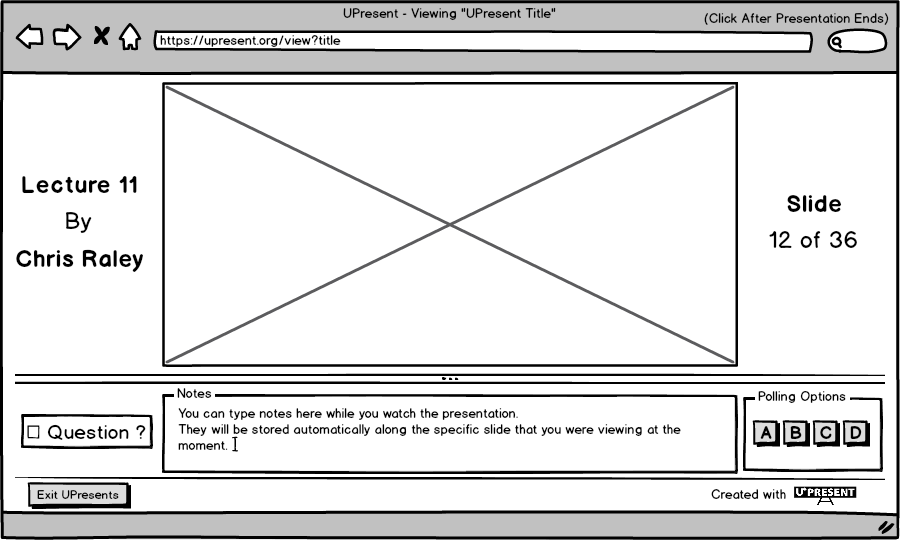 UPresent - Viewing "UPresent Title"
(Click After Presentation Ends)
https://upresent.org/view?title
Lecture 11
By
Chris Raley
Slide
12 of 36
Notes
You can type notes here while you watch the presentation.
They will be stored automatically along the specific slide that you were viewing at the
moment.
Question ?
Polling Options
A B C D
Exit UPresents
Created with UPRESENT